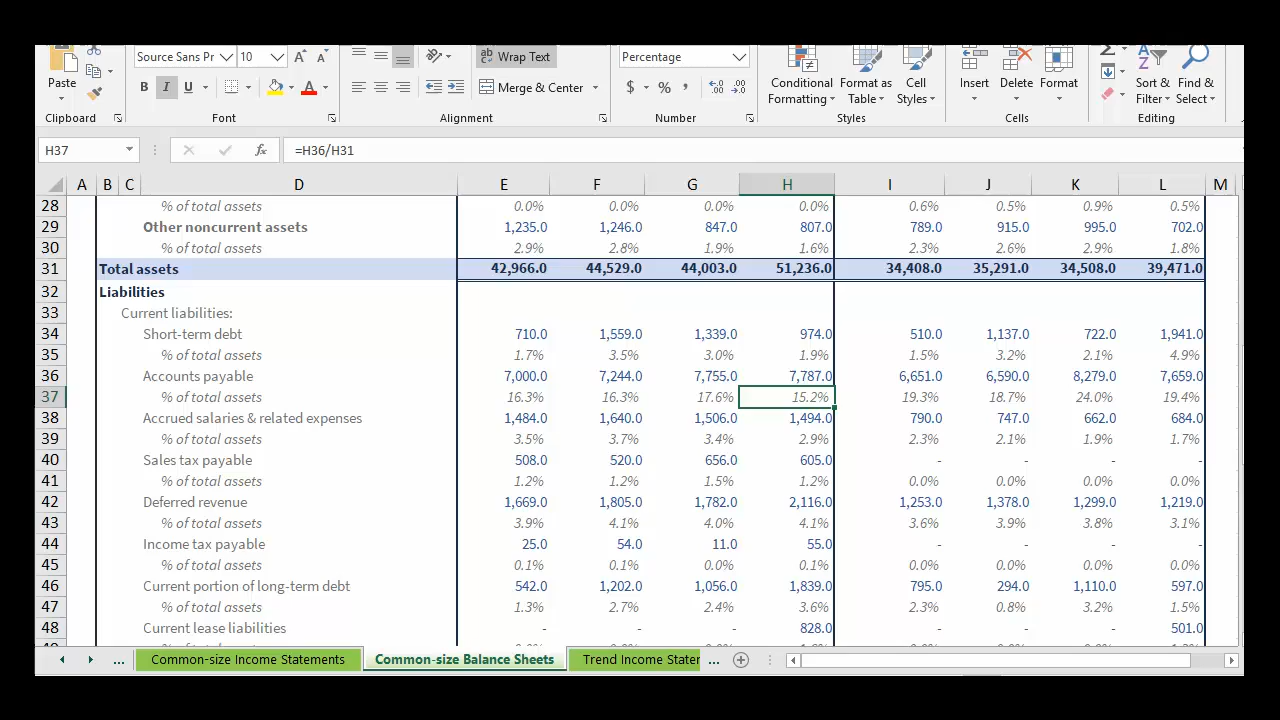 Source Sans Pr 10 A A ab Wrap Text Percentage Σ A Z
Paste B I U A Merge & Center $ % , Conditional Formatting Format as Table Cell Styles Insert Delete Format Sort & Filter Find & Select
Clipboard Font Alignment Number Styles Cells Editing
H37 fx =H36/H31
A B C D E F G H I J K L M
28 % of total assets 0.0% 0.0% 0.0% 0.0% 0.6% 0.5% 0.9% 0.5%
29 Other noncurrent assets 1,235.0 1,246.0 847.0 807.0 789.0 915.0 995.0 702.0
30 % of total assets 2.9% 2.8% 1.9% 1.6% 2.3% 2.6% 2.9% 1.8%
31 Total assets 42,966.0 44,529.0 44,003.0 51,236.0 34,408.0 35,291.0 34,508.0 39,471.0
32 Liabilities
33 Current liabilities:
34 Short-term debt 710.0 1,559.0 1,339.0 974.0 510.0 1,137.0 722.0 1,941.0
35 % of total assets 1.7% 3.5% 3.0% 1.9% 1.5% 3.2% 2.1% 4.9%
36 Accounts payable 7,000.0 7,244.0 7,755.0 7,787.0 6,651.0 6,590.0 8,279.0 7,659.0
37 % of total assets 16.3% 16.3% 17.6% 15.2% 19.3% 18.7% 24.0% 19.4%
38 Accrued salaries & related expenses 1,484.0 1,640.0 1,506.0 1,494.0 790.0 747.0 662.0 684.0
39 % of total assets 3.5% 3.7% 3.4% 2.9% 2.3% 2.1% 1.9% 1.7%
40 Sales tax payable 508.0 520.0 656.0 605.0 - - - -
41 % of total assets 1.2% 1.2% 1.5% 1.2% 0.0% 0.0% 0.0% 0.0%
42 Deferred revenue 1,669.0 1,805.0 1,782.0 2,116.0 1,253.0 1,378.0 1,299.0 1,219.0
43 % of total assets 3.9% 4.1% 4.0% 4.1% 3.6% 3.9% 3.8% 3.1%
44 Income tax payable 25.0 54.0 11.0 55.0 - - - -
45 % of total assets 0.1% 0.1% 0.0% 0.1% 0.0% 0.0% 0.0% 0.0%
46 Current portion of long-term debt 542.0 1,202.0 1,056.0 1,839.0 795.0 294.0 1,110.0 597.0
47 % of total assets 1.3% 2.7% 2.4% 3.6% 2.3% 0.8% 3.2% 1.5%
48 Current lease liabilities - - - 828.0 - - - 501.0
... Common-size Income Statements Common-size Balance Sheets Trend Income Stater ...